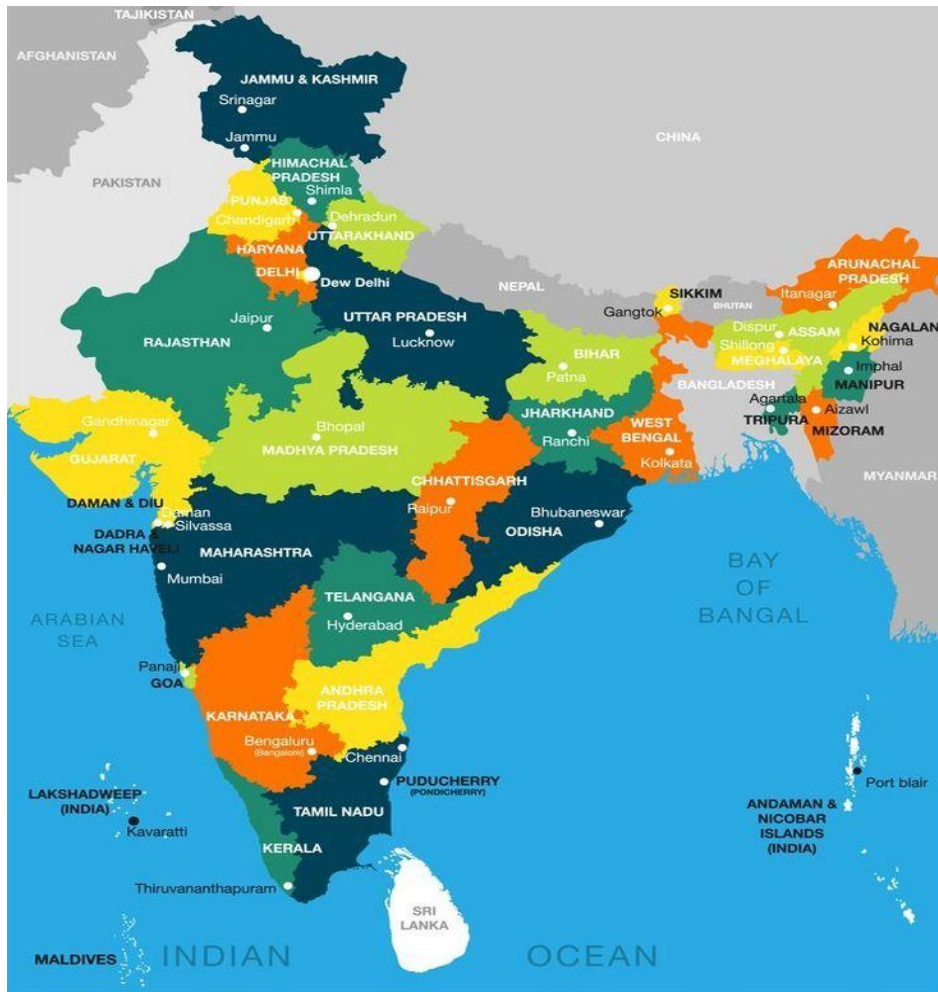 TAJIKISTAN
AFGHANISTAN
JAMMU & KASHMIR
Srinagar
Jammu
CHINA
HIMACHAL
PRADESH
Shimla
PAKISTAN
PUNJAB
Chandigarh
Dehradun
UTTARAKHAND
HARYANA
DELHI
Dew Delhi
NEPAL
SIKKIM
Gangtok
BHUTAN
ARUNACHAL
PRADESH
Itanagar
UTTAR PRADESH
Lucknow
Jaipur
RAJASTHAN
BIHAR
Patna
Dispur
ASSAM
Shillong
MEGHALAYA
NAGALAN
Kohima
Imphal
MANIPUR
BANGLADESH
Agartala
TRIPURA
Aizawl
MIZORAM
Gandhinagar
GUJARAT
Bhopal
MADHYA PRADESH
JHARKHAND
Ranchi
WEST
BENGAL
Kolkata
MYANMAR
CHHATTISGARH
Raipur
DAMAN & DIU
Daman
Silvassa
DADRA &
NAGAR HAVELI
MAHARASHTRA
Mumbai
Bhubaneswar
ODISHA
BAY
OF
BANGAL
ARABIAN
SEA
TELANGANA
Hyderabad
Panaji
GOA
KARNATAKA
ANDHRA
PRADESH
Bengaluru
(Bangalore)
Chennai
PUDUCHERRY
(PONDICHERRY)
LAKSHADWEEP
(INDIA)
Kavaratti
TAMIL NADU
KERALA
Thiruvananthapuram
Port blair
ANDAMAN &
NICOBAR
ISLANDS
(INDIA)
SRI
LANKA
MALDIVES
INDIAN OCEAN